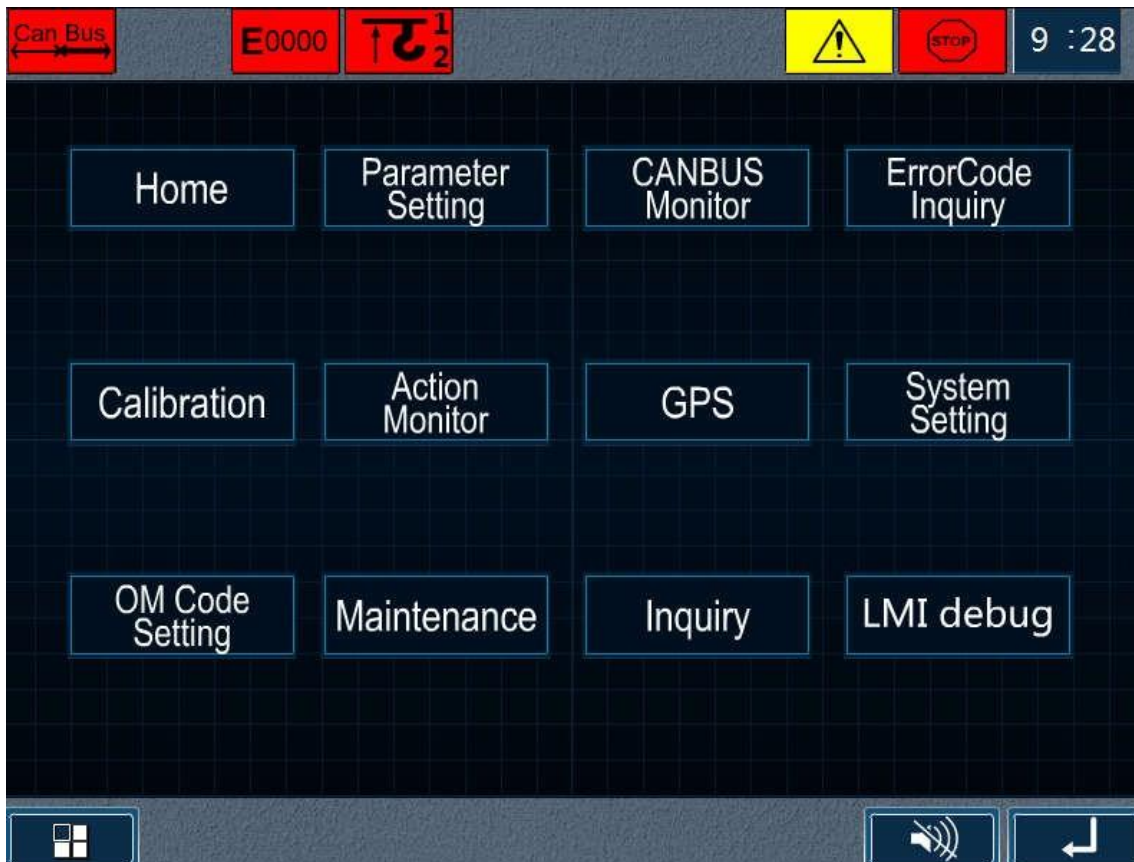 Can Bus
E0000
1
2
STOP
9 :28
Home
Parameter
Setting
CANBUS
Monitor
ErrorCode
Inquiry
Calibration
Action
Monitor
GPS
System
Setting
OM Code
Setting
Maintenance
Inquiry
LMI debug